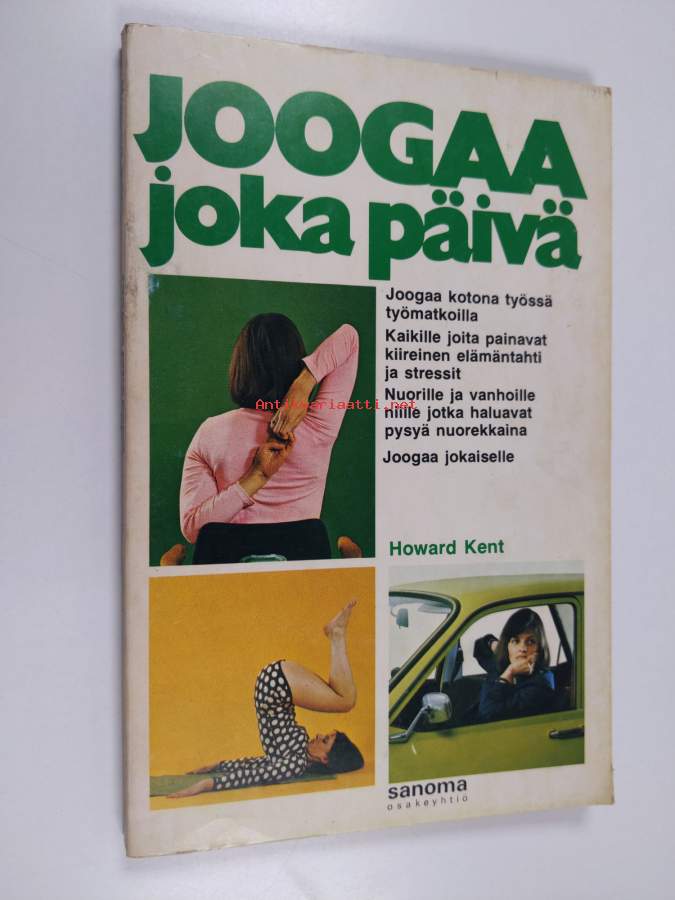 JOOGAA
joka päivä
Joogaa kotona työssä
työmatkoilla
Kaikille joita painavat
kiireinen elämäntahti
ja stressit
Nuorille ja vanhoille
niille jotka haluavat
pysyä nuorekkaina
Joogaa jokaiselle
Antikvariaatti.net
Howard Kent
sanoma
osakeyhtiö